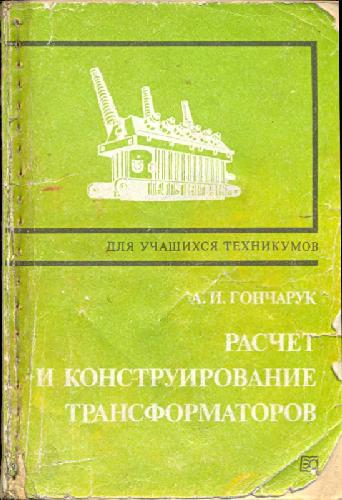 ДЛЯ УЧАЩИХСЯ ТЕХНИКУМОВ
А. И. ГОНЧАРУК
РАСЧЕТ
И КОНСТРУИРОВАНИЕ
ТРАНСФОРМАТОРОВ